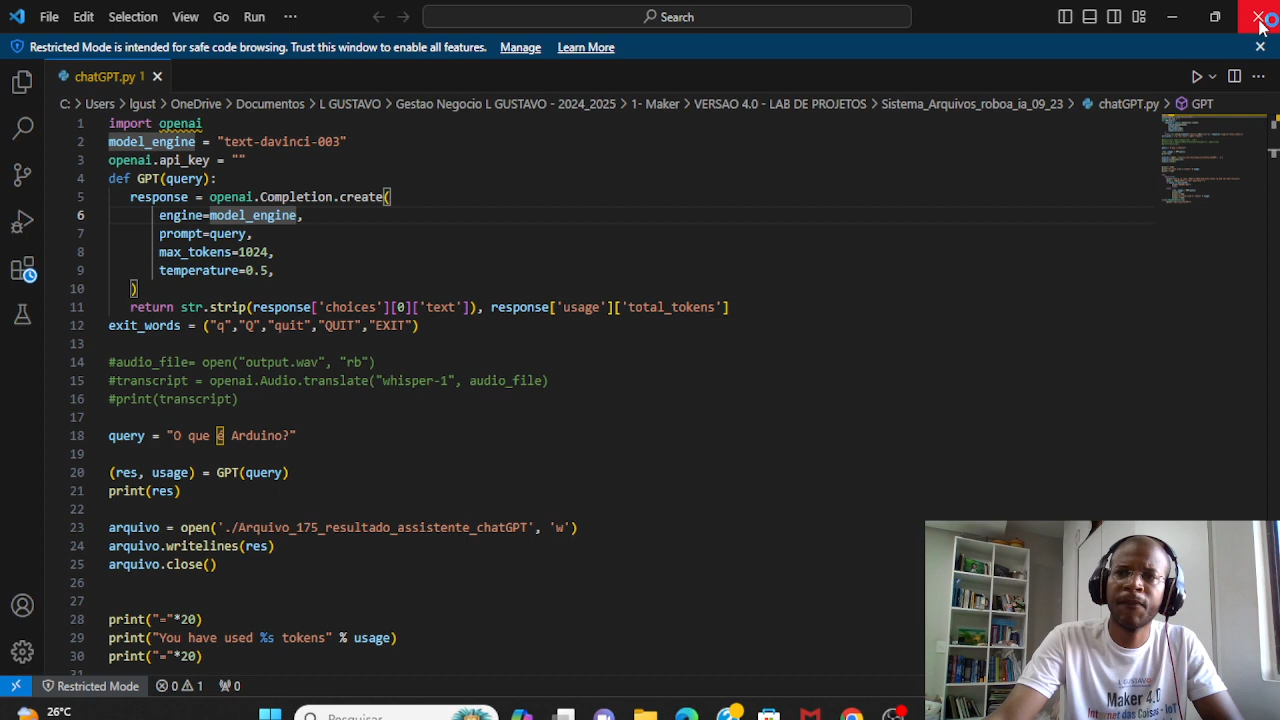 File Edit Selection View Go Run ··· Search
Restricted Mode is intended for safe code browsing. Trust this window to enable all features. Manage Learn More
chatGPT.py 1
C: > Users > lgust > OneDrive > Documentos > L GUSTAVO > Gestao Negocio L GUSTAVO - 2024_2025 > 1- Maker > VERSAO 4.0 - LAB DE PROJETOS > Sistema_Arquivos_roboa_ia_09_23 > chatGPT.py > GPT
1 import openai
2 model_engine = "text-davinci-003"
3 openai.api_key = ""
4 def GPT(query):
5 response = openai.Completion.create(
6 engine=model_engine,
7 prompt=query,
8 max_tokens=1024,
9 temperature=0.5,
10 )
11 return str.strip(response['choices'][0]['text']), response['usage']['total_tokens']
12 exit_words = ("q","Q","quit","QUIT","EXIT")
13
14 #audio_file= open("output.wav", "rb")
15 #transcript = openai.Audio.translate("whisper-1", audio_file)
16 #print(transcript)
17
18 query = "O que é Arduino?"
19
20 (res, usage) = GPT(query)
21 print(res)
22
23 arquivo = open('./Arquivo_175_resultado_assistente_chatGPT', 'w')
24 arquivo.writelines(res)
25 arquivo.close()
26
27
28 print("="*20)
29 print("You have used %s tokens" % usage)
30 print("="*20)
31
L GUSTAVO
Maker 4.0
Internet das Coisas - IoT
Restricted Mode 0 1 0
26°C
Pesquisar